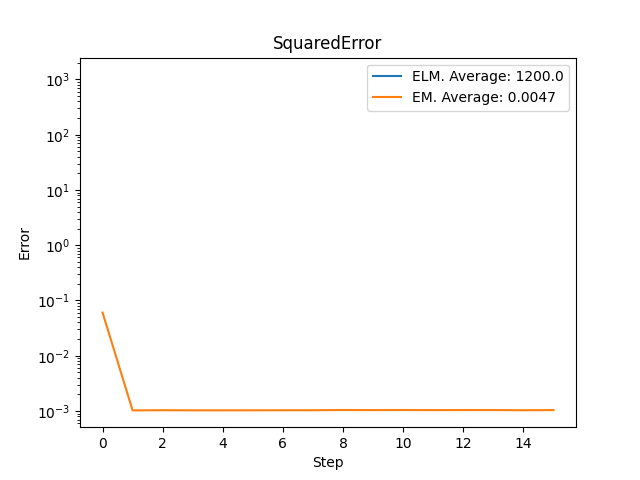 SquaredError
ELM. Average: 1200.0
EM. Average: 0.0047
10³
10²
10¹
10⁰
10⁻¹
10⁻²
10⁻³
Error
0 2 4 6 8 10 12 14
Step